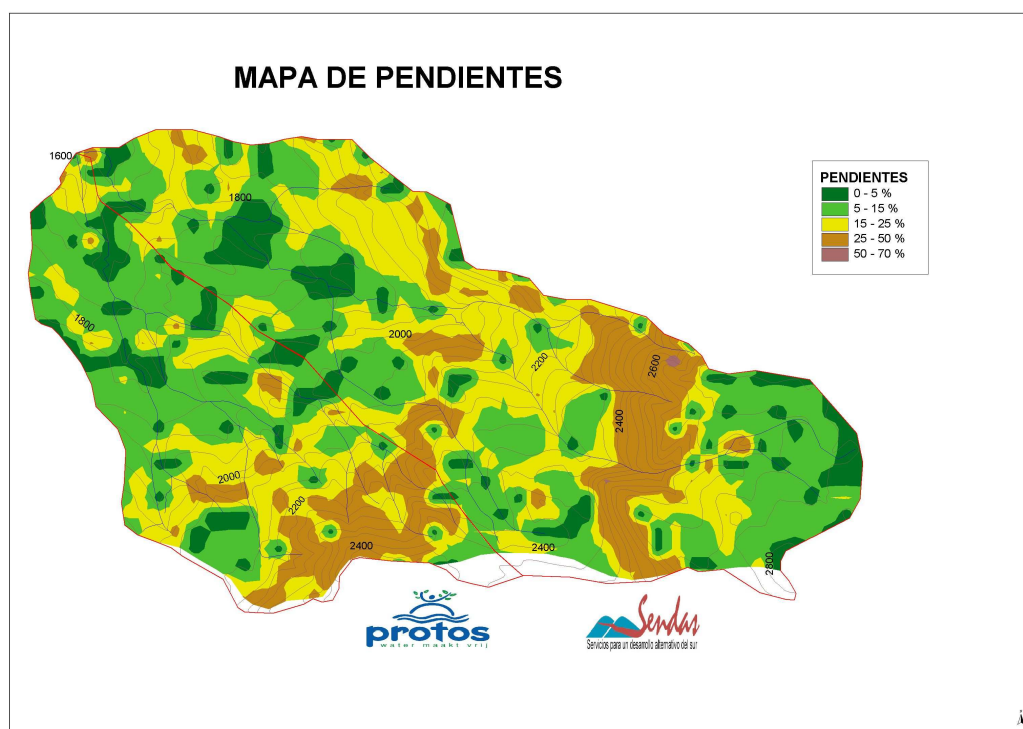 MAPA DE PENDIENTES
1600
1800
PENDIENTES
0 - 5 %
5 - 15 %
15 - 25 %
25 - 50 %
50 - 70 %
1800
2000
2200
2600
2400
2000
2200
2400
2400
2800
protos
water maakt vrij
Sendas
Servicios para un desarrollo alternativo del sur